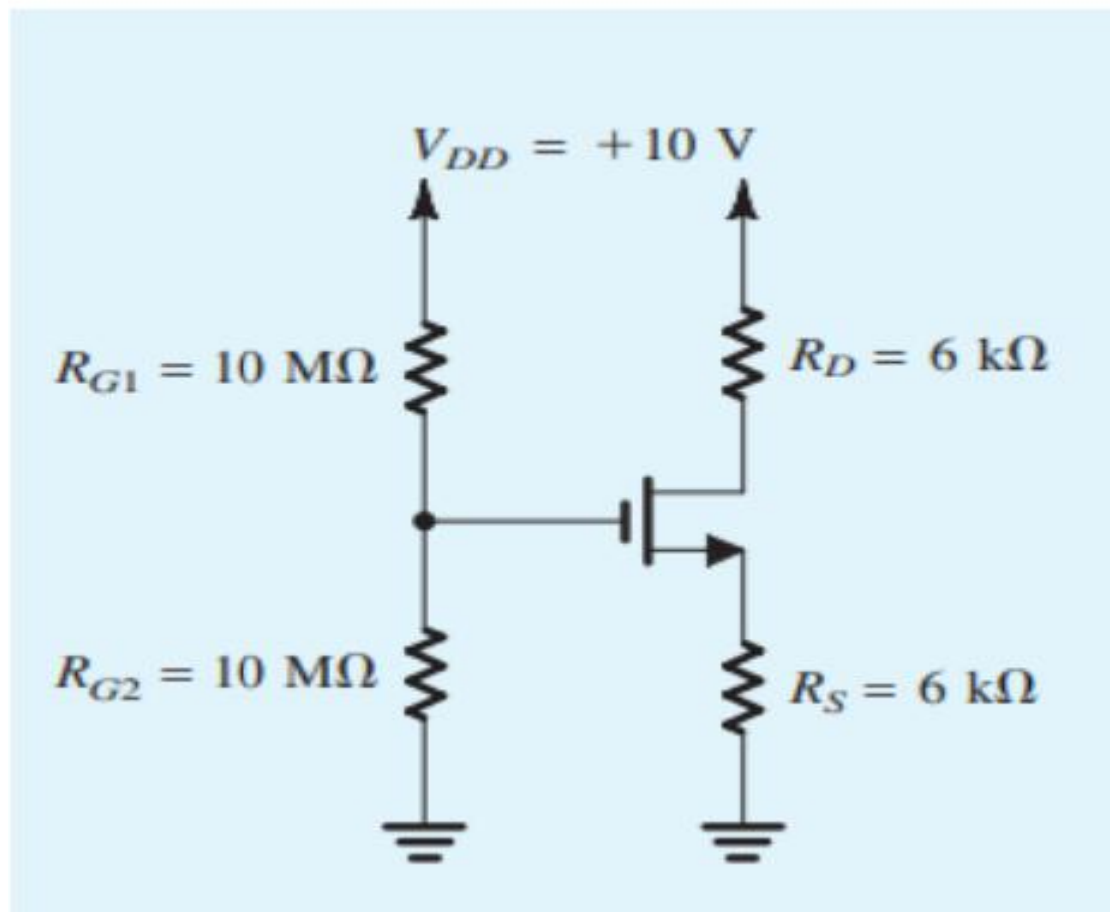 V_DD = +10 V
R_G1 = 10 MΩ
R_D = 6 kΩ
R_G2 = 10 MΩ
R_S = 6 kΩ